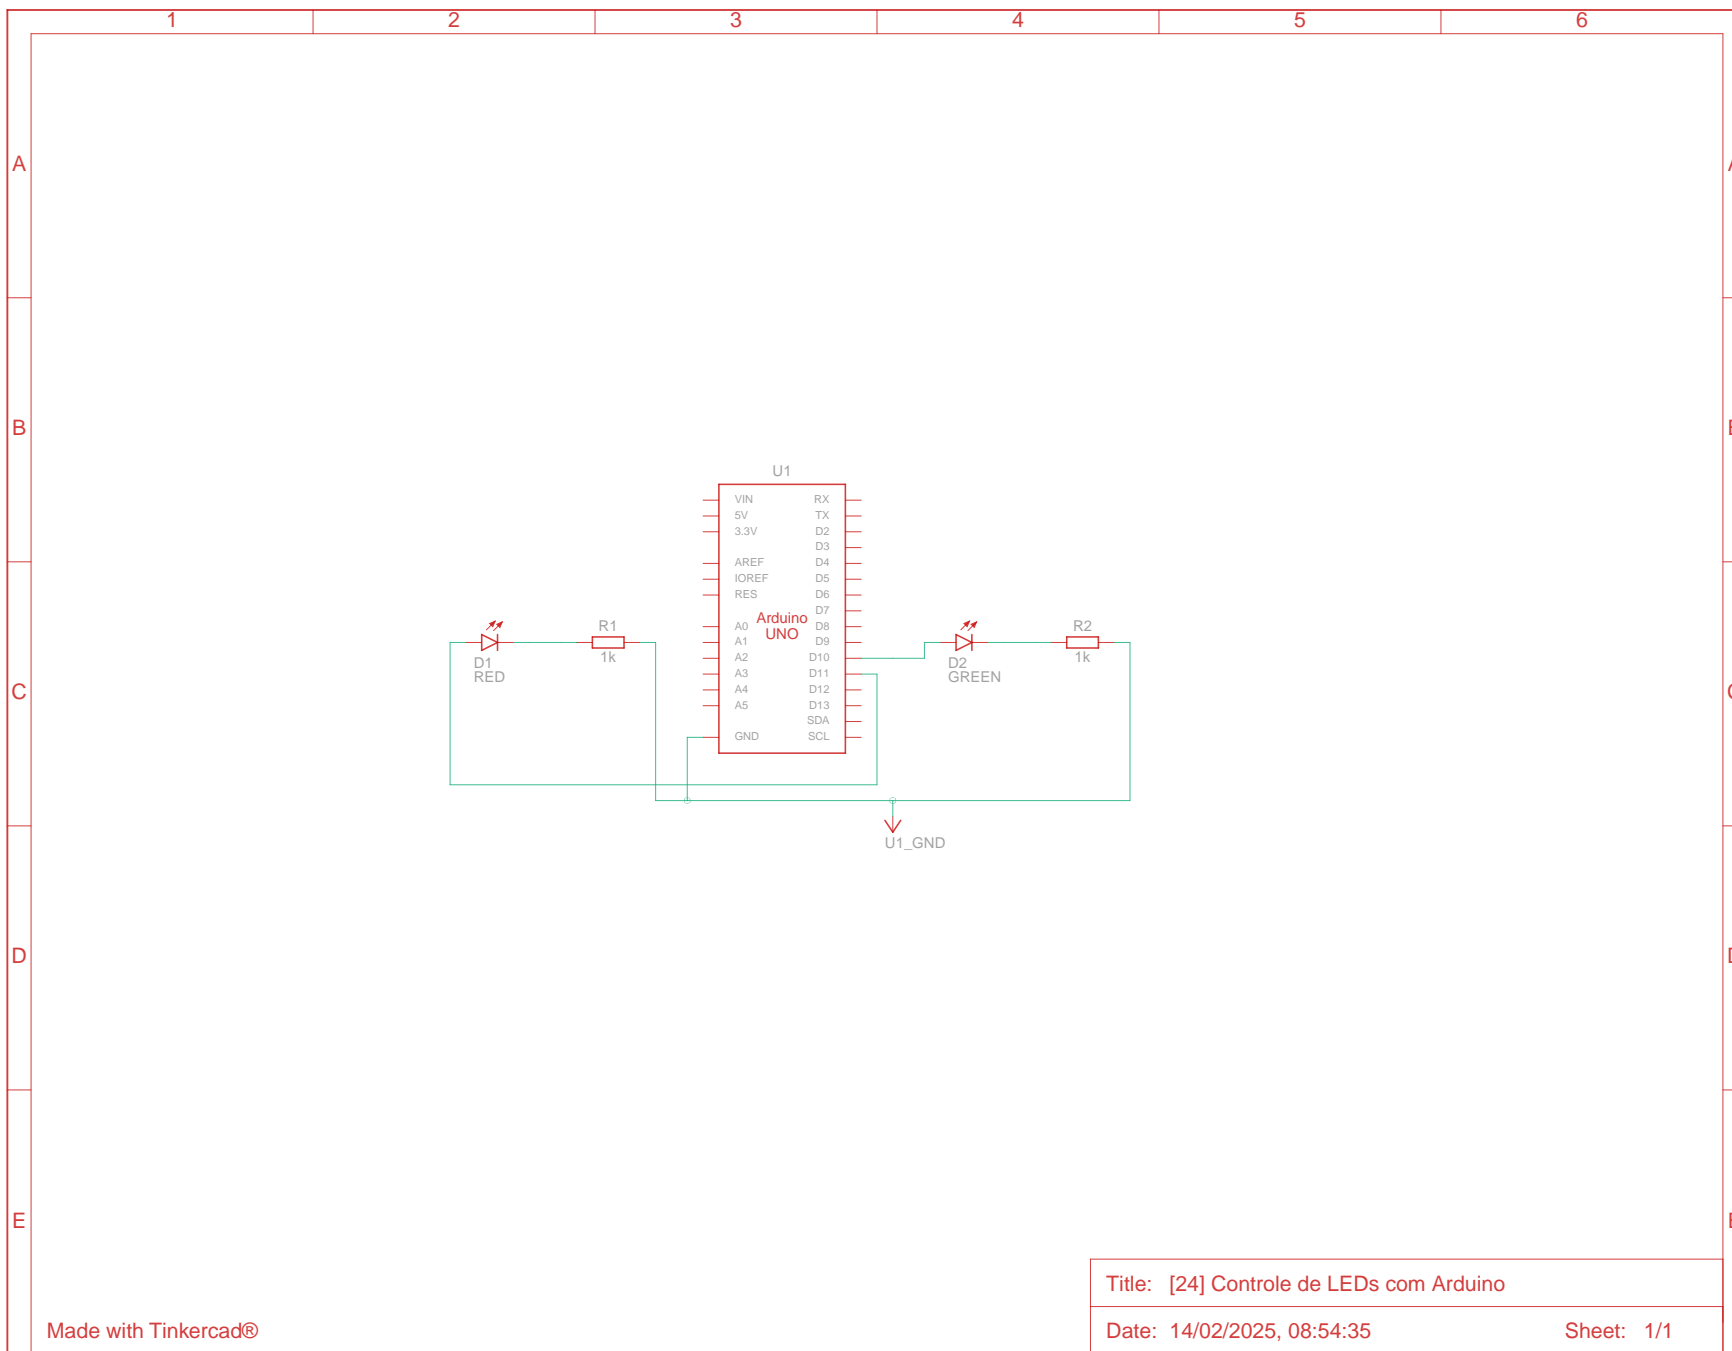 1 2 3 4 5 6
A
B
U1
VIN RX
5V TX
3.3V D2
D3
AREF D4
IOREF D5
RES D6
D7
A0 Arduino D8
UNO
A1 D9
A2 D10
A3 D11
A4 D12
A5 D13
SDA
GND SCL
R1
1k
D1
RED
R2
1k
D2
GREEN
C
U1_GND
D
E
Title: [24] Controle de LEDs com Arduino
Made with Tinkercad®
Date: 14/02/2025, 08:54:35 Sheet: 1/1